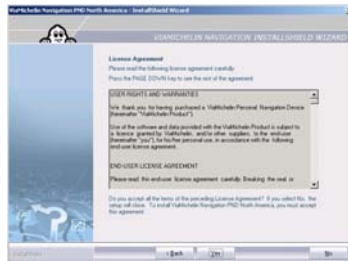 ViaMichelin Navigation PND North America - InstallShield Wizard
VIAMICHELIN NAVIGATION INSTALLSHIELD WIZARD
License Agreement
Please read the following license agreement carefully.
Press the PAGE DOWN key to see the rest of the agreement.
USER RIGHTS AND WARRANTIES
We thank you for having purchased a ViaMichelin Personal Navigation Device
(hereinafter "ViaMichelin Product").
Use of the software and data provided with the ViaMichelin Product is subject to
a licence granted by ViaMichelin, and/or other suppliers, to the end-user
(hereinafter "you"), for his/her personal use, in accordance with the following
end-user license agreement.
END-USER LICENSE AGREEMENT
Please read this end-user license agreement carefully. Breaking the seal or
Do you accept all the terms of the preceding License Agreement? If you select No, the
setup will close. To install ViaMichelin Navigation PND North America, you must accept
this agreement.
InstallShield
< Back
Yes
No